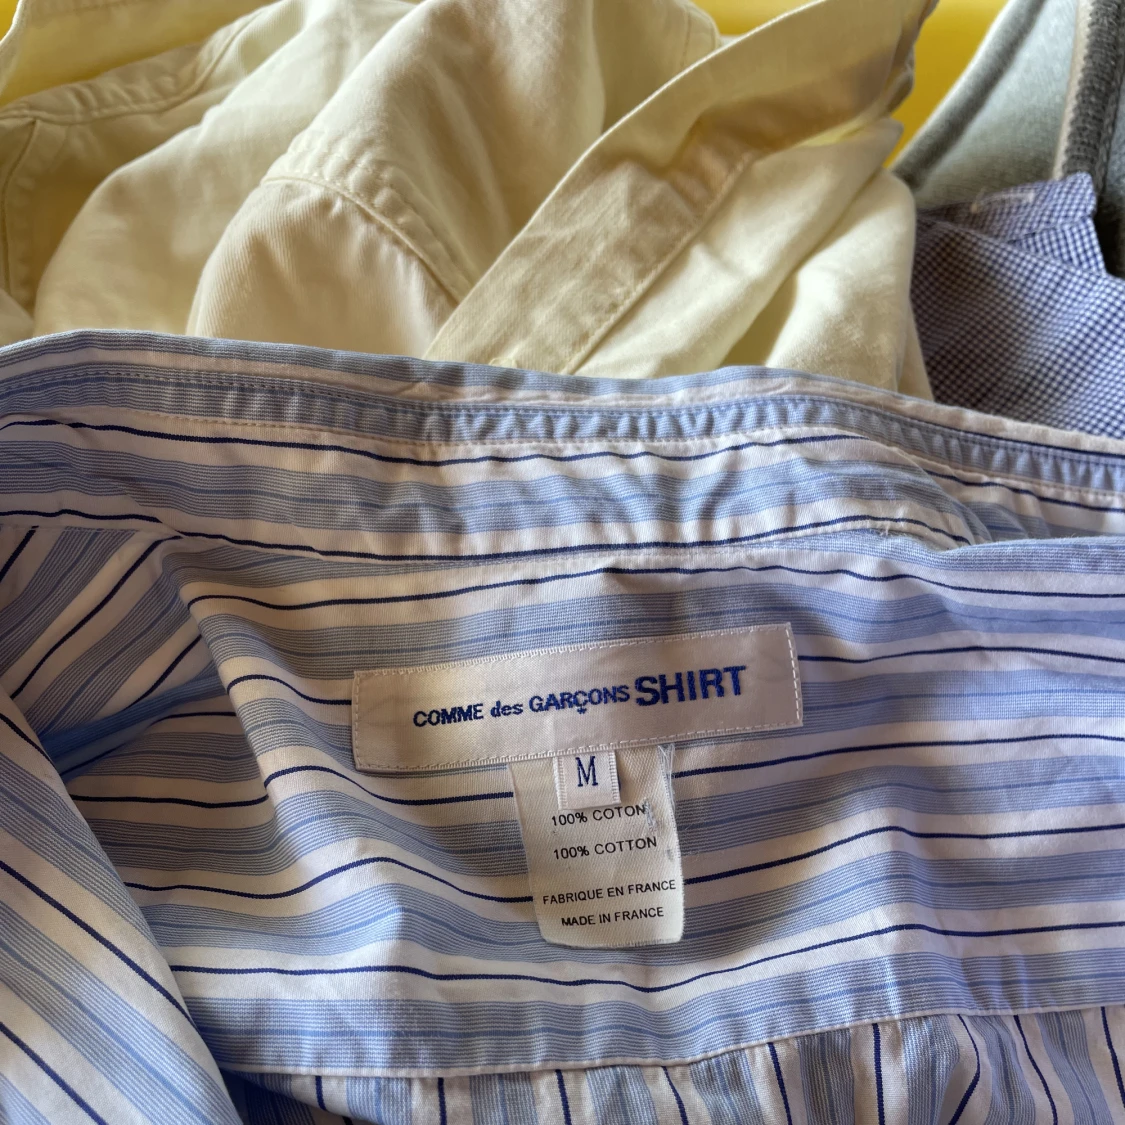 COMME des GARÇONS SHIRT
M
100% COTON
100% COTTON
FABRIQUE EN FRANCE
MADE IN FRANCE